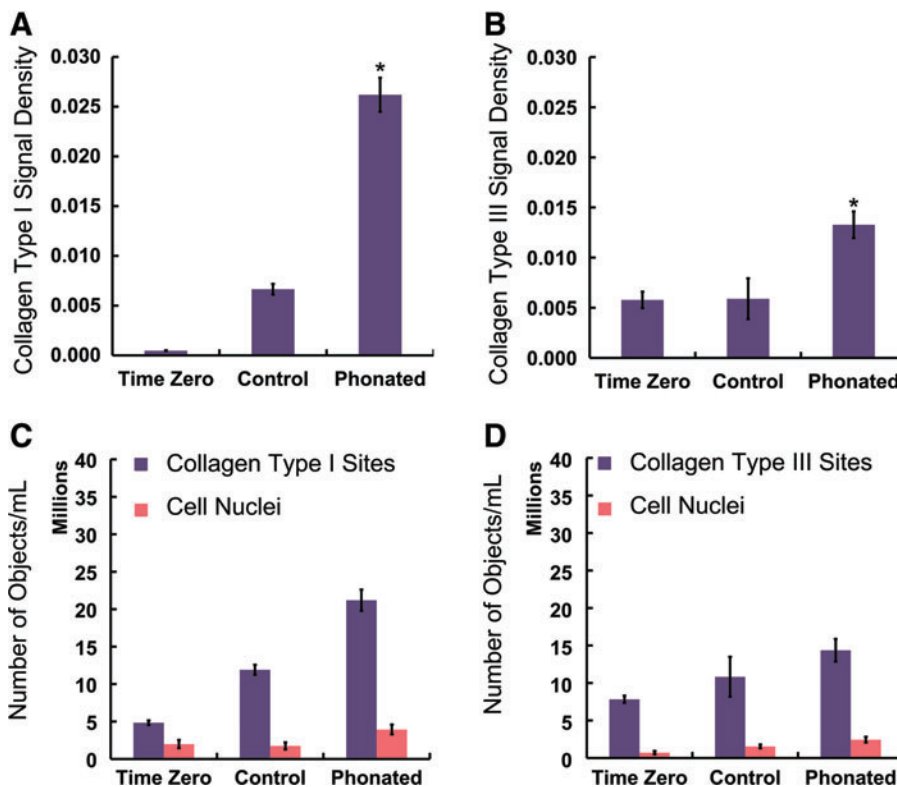 A
Collagen Type I Signal Density
0.030
0.025
0.020
0.015
0.010
0.005
0.000
*
Time Zero Control Phonated
B
Collagen Type III Signal Density
0.030
0.025
0.020
0.015
0.010
0.005
0.000
*
Time Zero Control Phonated
C
Number of Objects/mL
Millions
40
35
30
25
20
15
10
5
0
Collagen Type I Sites
Cell Nuclei
Time Zero Control Phonated
D
Number of Objects/mL
Millions
40
35
30
25
20
15
10
5
0
Collagen Type III Sites
Cell Nuclei
Time Zero Control Phonated